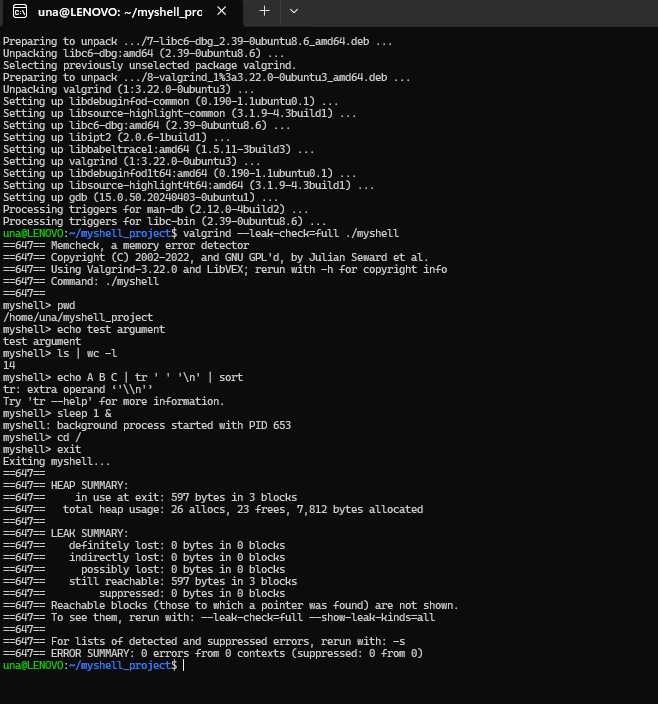 una@LENOVO: ~/myshell_prc
Preparing to unpack .../7-libc6-dbg_2.39-0ubuntu8.6_amd64.deb ...
Unpacking libc6-dbg:amd64 (2.39-0ubuntu8.6) ...
Selecting previously unselected package valgrind.
Preparing to unpack .../8-valgrind_1%3a3.22.0-0ubuntu3_amd64.deb ...
Unpacking valgrind (1:3.22.0-0ubuntu3) ...
Setting up libdebuginfod-common (0.190-1.1ubuntu0.1) ...
Setting up libsource-highlight-common (3.1.9-4.3build1) ...
Setting up libc6-dbg:amd64 (2.39-0ubuntu8.6) ...
Setting up libipt2 (2.0.6-1build1) ...
Setting up libbabeltrace1:amd64 (1.5.11-3build3) ...
Setting up valgrind (1:3.22.0-0ubuntu3) ...
Setting up libdebuginfod1t64:amd64 (0.190-1.1ubuntu0.1) ...
Setting up libsource-highlight4t64:amd64 (3.1.9-4.3build1) ...
Setting up gdb (15.0.50.20240403-0ubuntu1) ...
Processing triggers for man-db (2.12.0-4build2) ...
Processing triggers for libc-bin (2.39-0ubuntu8.6) ...
una@LENOVO:~/myshell_project$ valgrind --leak-check=full ./myshell
==647== Memcheck, a memory error detector
==647== Copyright (C) 2002-2022, and GNU GPL'd, by Julian Seward et al.
==647== Using Valgrind-3.22.0 and LibVEX; rerun with -h for copyright info
==647== Command: ./myshell
==647==
myshell> pwd
/home/una/myshell_project
myshell> echo test argument
test argument
myshell> ls | wc -l
14
myshell> echo A B C | tr ' ' '\n' | sort
tr: extra operand ‘'\\n'’
Try 'tr --help' for more information.
myshell> sleep 1 &
myshell: background process started with PID 653
myshell> cd /
myshell> exit
Exiting myshell...
==647==
==647== HEAP SUMMARY:
==647==     in use at exit: 597 bytes in 3 blocks
==647==   total heap usage: 26 allocs, 23 frees, 7,812 bytes allocated
==647==
==647== LEAK SUMMARY:
==647==    definitely lost: 0 bytes in 0 blocks
==647==    indirectly lost: 0 bytes in 0 blocks
==647==      possibly lost: 0 bytes in 0 blocks
==647==    still reachable: 597 bytes in 3 blocks
==647==         suppressed: 0 bytes in 0 blocks
==647== Reachable blocks (those to which a pointer was found) are not shown.
==647== To see them, rerun with: --leak-check=full --show-leak-kinds=all
==647==
==647== For lists of detected and suppressed errors, rerun with: -s
==647== ERROR SUMMARY: 0 errors from 0 contexts (suppressed: 0 from 0)
una@LENOVO:~/myshell_project$